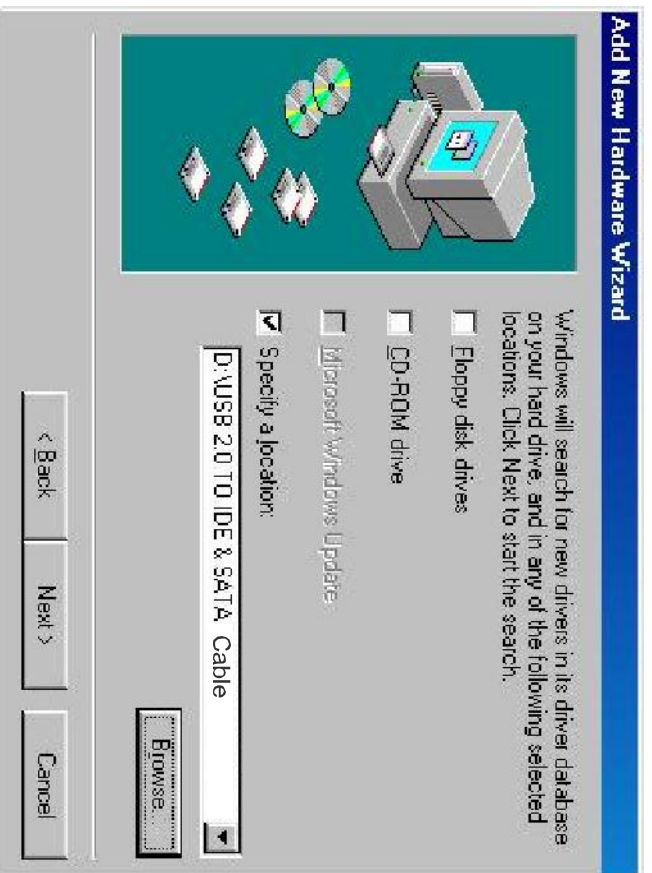 Add New Hardware Wizard
Windows will search for new drivers in its driver database
on your hard drive, and in any of the following selected
locations. Click Next to start the search.
Floppy disk drives
CD-ROM drive
Microsoft Windows Update
Specify a location:
D:\USB 2.0 TO IDE & SATA Cable
Browse...
< Back
Next >
Cancel